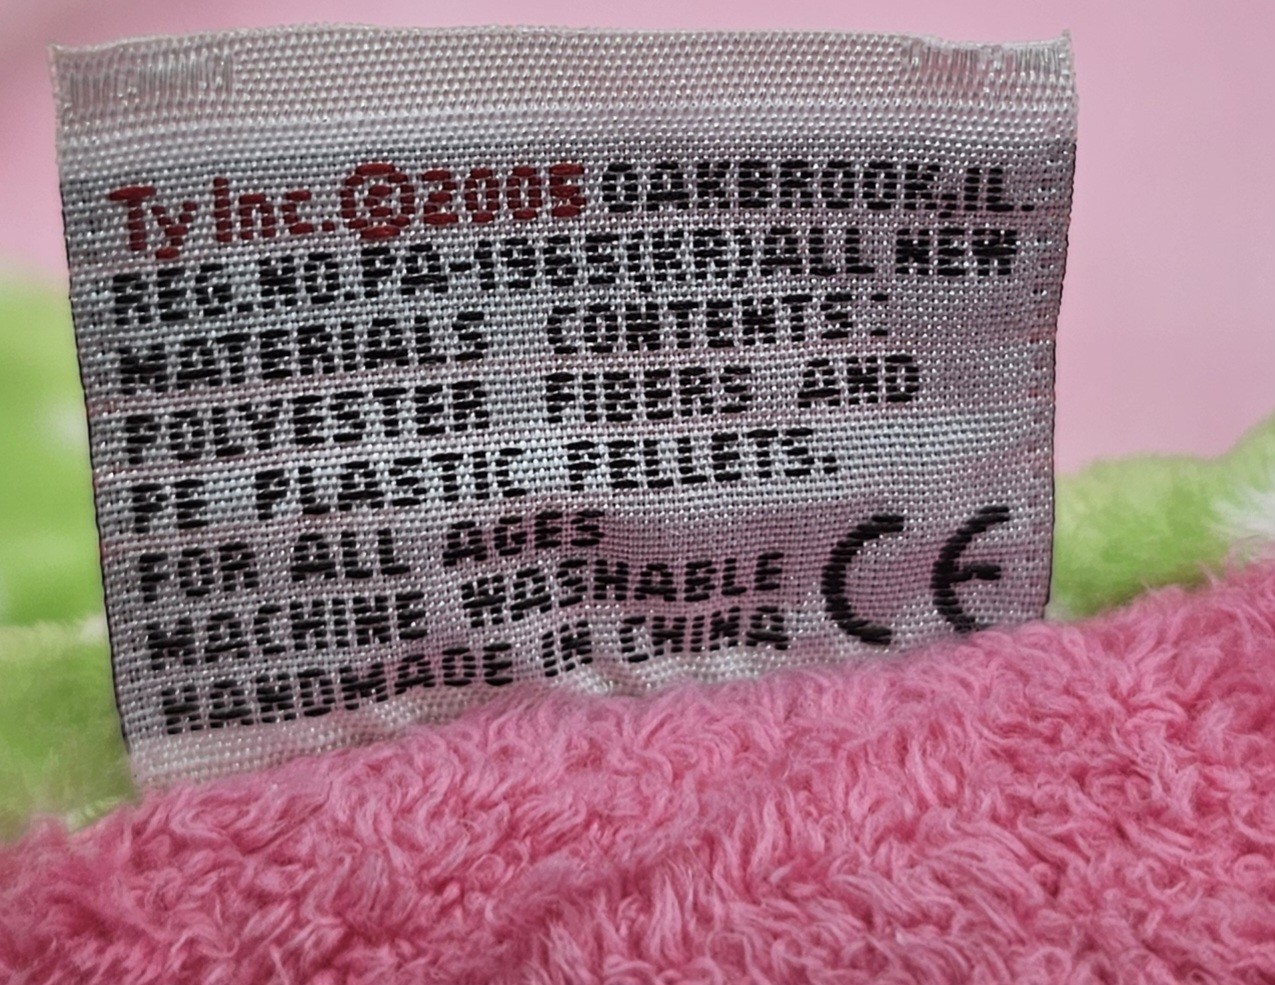 Ty Inc.®2005 OAKBROOK,IL.
REG.NO.PA-1965(KR)ALL NEW
MATERIALS CONTENTS:
POLYESTER FIBERS AND
PE PLASTIC PELLETS.
FOR ALL AGES
MACHINE WASHABLE
HANDMADE IN CHINA
CE